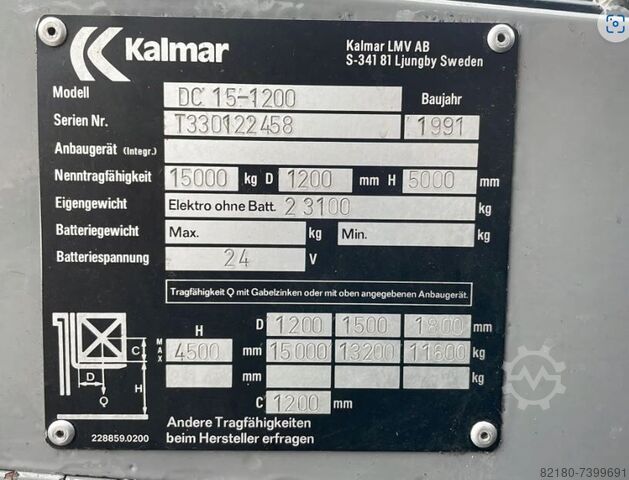 Kalmar
Kalmar LMV AB
S-341 81 Ljungby Sweden
Modell DC 15-1200 Baujahr
Serien Nr. T330122458 1991
Anbaugerät (Integr.)
Nenntragfähigkeit 15000 kg D 1200 mm H 5000 mm
Eigengewicht Elektro ohne Batt. 23100 kg
Batteriegewicht Max. kg Min. kg
Batteriespannung 24 V
Tragfähigkeit Q mit Gabelzinken oder mit oben angegebenen Anbaugerät.
H D 1200 1500 1800 mm
MAX 4500 mm 15000 13200 11600 kg
mm kg
C 1200 mm
C
D
H
Q
Andere Tragfähigkeiten
beim Hersteller erfragen
228859.0200
82180-7399691